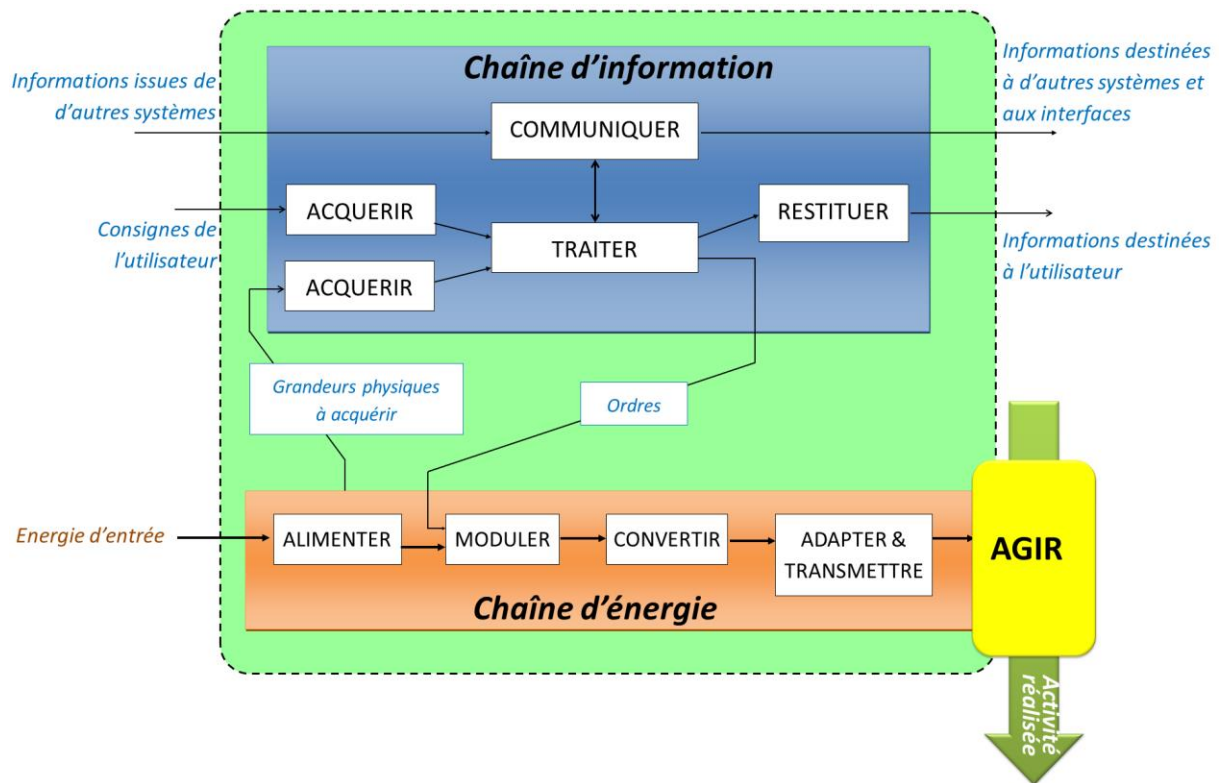 Chaîne d’information
Informations issues de
d’autres systèmes
Informations destinées
à d’autres systèmes et
aux interfaces
COMMUNIQUER
ACQUERIR
RESTITUER
Consignes de
l’utilisateur
TRAITER
Informations destinées
à l’utilisateur
ACQUERIR
Grandeurs physiques
à acquérir
Ordres
Energie d’entrée
ALIMENTER
MODULER
CONVERTIR
ADAPTER &
TRANSMETTRE
AGIR
Chaîne d’énergie
Activité
réalisée